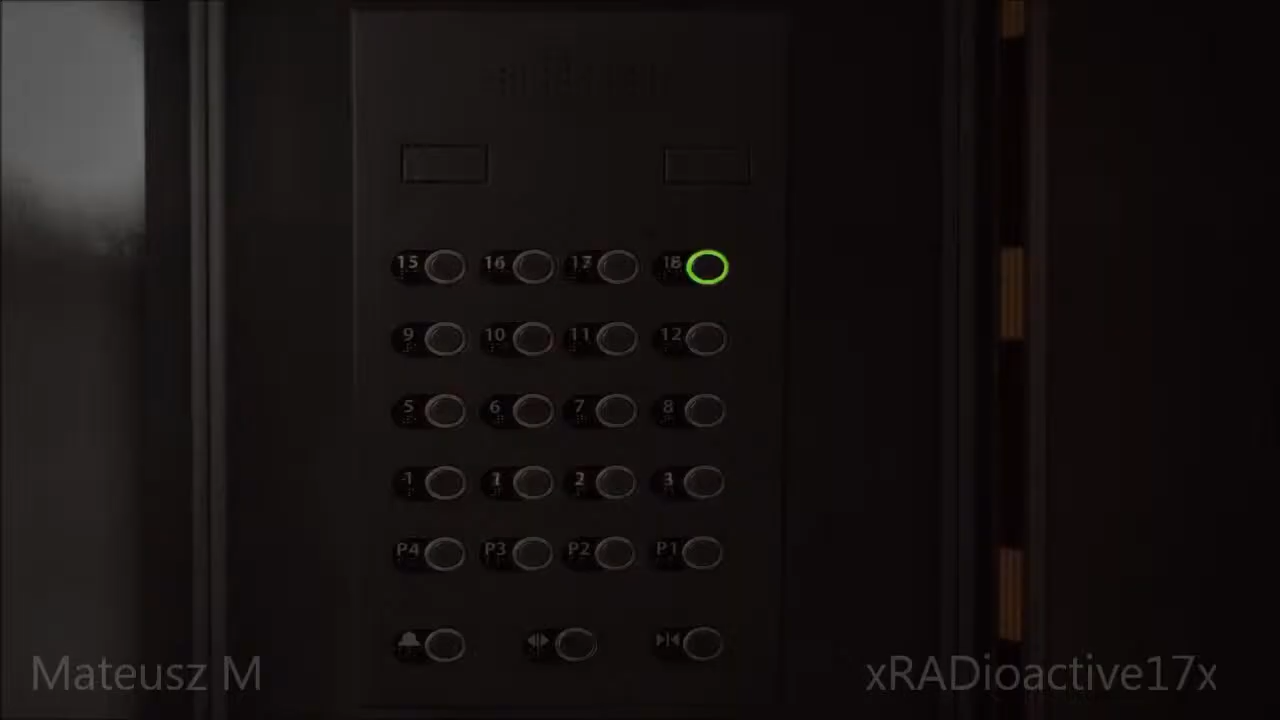 15 16 17 18
9 10 11 12
5 6 7 8
-1 1 2 3
P4 P3 P2 P1
Mateusz M
xRADioactive17x